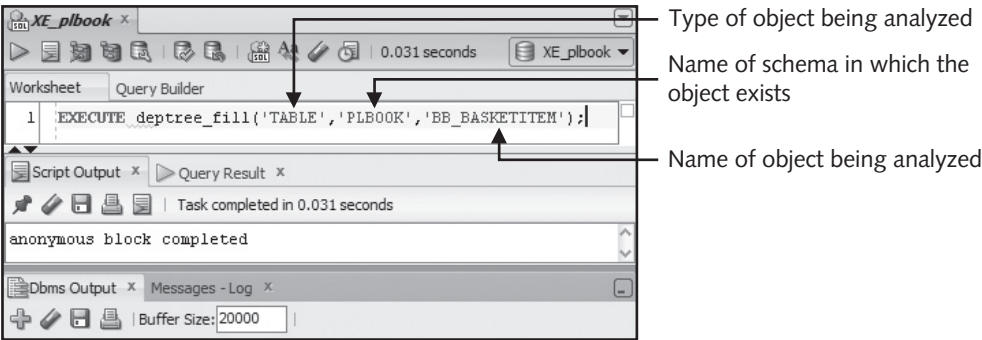 XE_plbook
0.031 seconds
XE_plbook
Worksheet Query Builder
1 EXECUTE deptree_fill('TABLE','PLBOOK','BB_BASKETITEM');
Script Output Query Result
Task completed in 0.031 seconds
anonymous block completed
Dbms Output Messages - Log
Buffer Size: 20000
Type of object being analyzed
Name of schema in which the
object exists
Name of object being analyzed